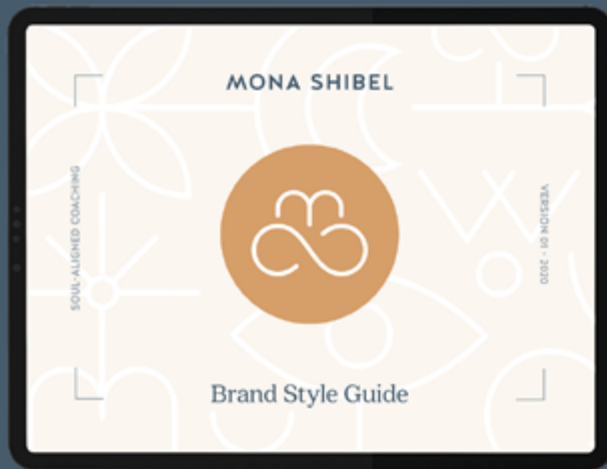 MONA SHIBEL
SOUL-ALIGNED COACHING
VERSION 01 - 2020
Brand Style Guide